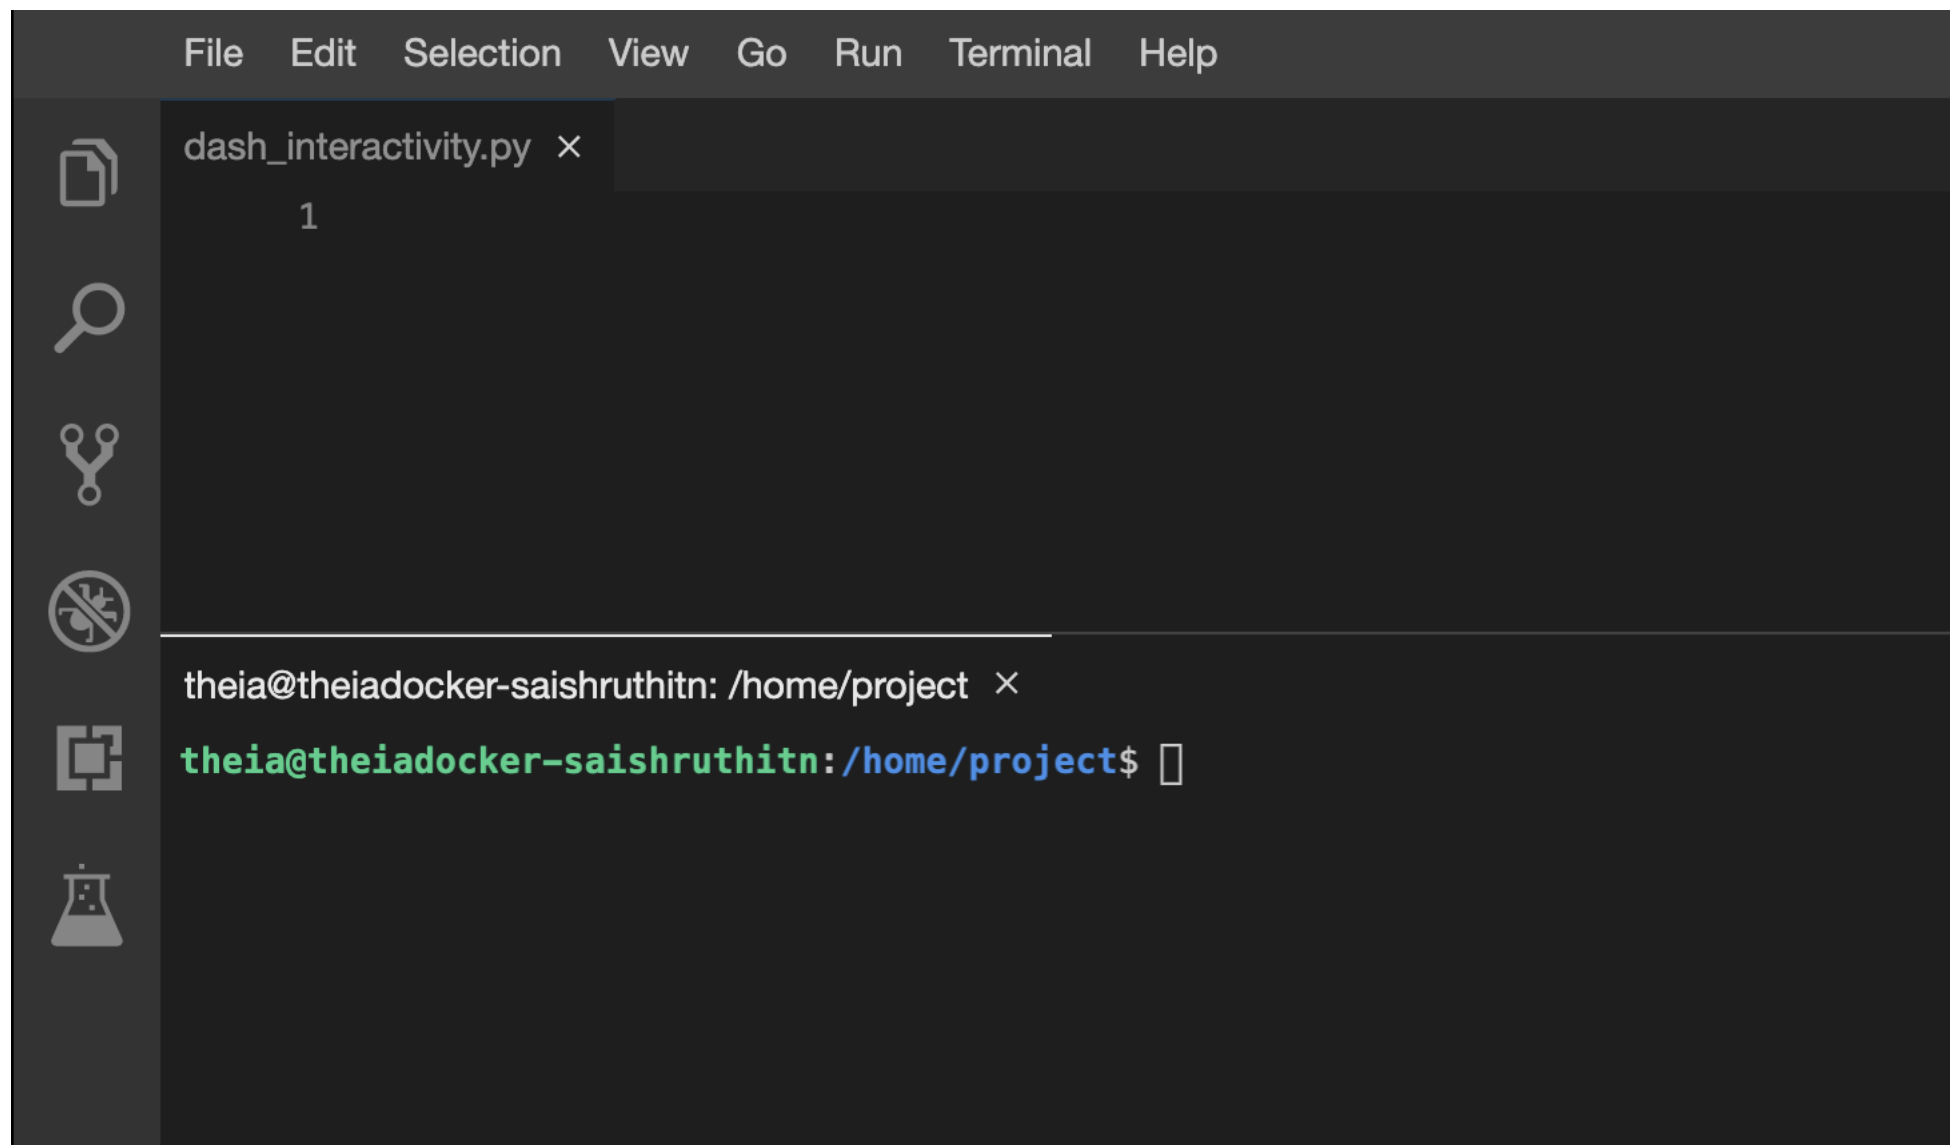 File Edit Selection View Go Run Terminal Help
dash_interactivity.py ×
1
theia@theiadocker-saishruthitn: /home/project ×
theia@theiadocker-saishruthitn:/home/project$